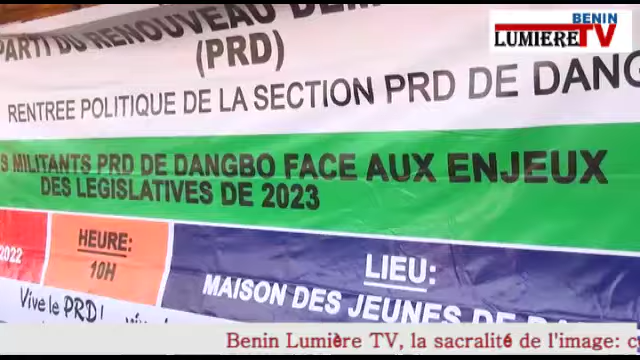 BENIN
LUMIERE TV
PARTI DU RENOUVEAU
(PRD)
RENTREE POLITIQUE DE LA SECTION PRD DE
MILITANTS PRD DE DANGBO FACE AUX ENJEUX
DES LEGISLATIVES DE 2023
2022
HEURE:
10H
LIEU:
MAISON DES JEUNES DE
Vive le PRD!
Benin Lumière TV, la sacralité de l'image: